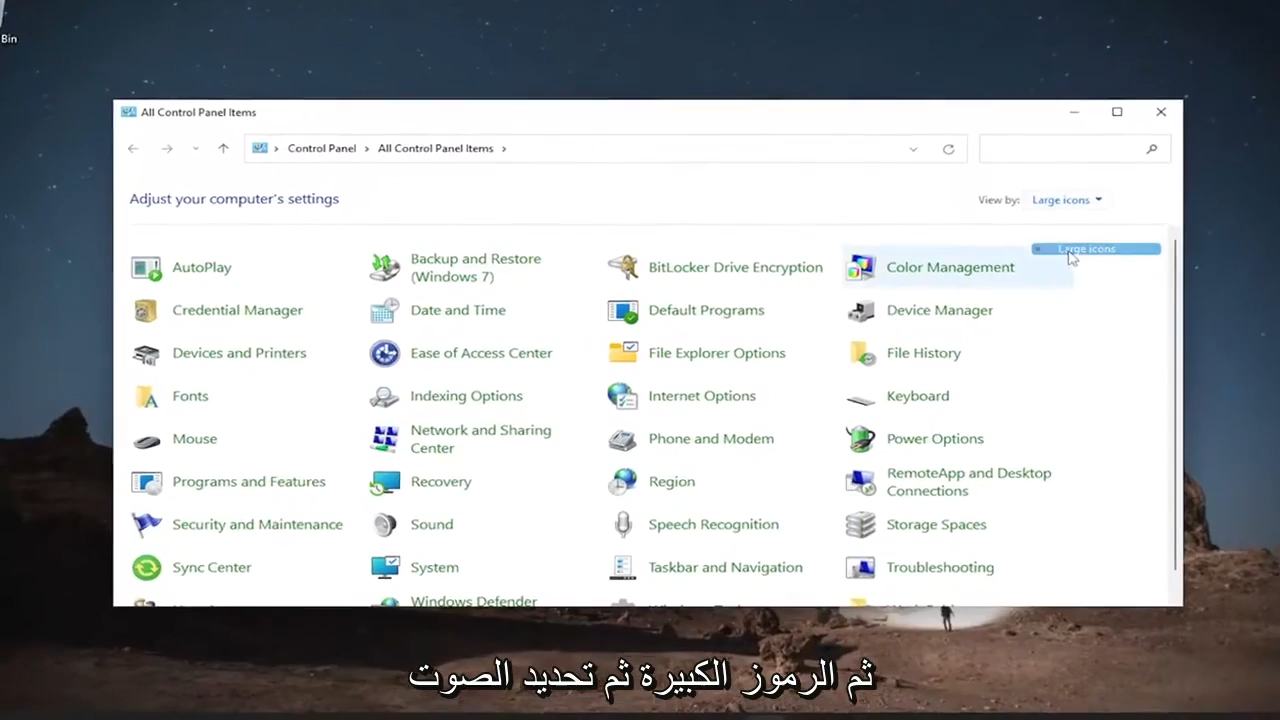 Bin
All Control Panel Items
Control Panel
All Control Panel Items
Adjust your computer's settings
View by:
Large icons
Large icons
AutoPlay
Backup and Restore
(Windows 7)
BitLocker Drive Encryption
Color Management
Credential Manager
Date and Time
Default Programs
Device Manager
Devices and Printers
Ease of Access Center
File Explorer Options
File History
Fonts
Indexing Options
Internet Options
Keyboard
Mouse
Network and Sharing
Center
Phone and Modem
Power Options
Programs and Features
Recovery
Region
RemoteApp and Desktop
Connections
Security and Maintenance
Sound
Speech Recognition
Storage Spaces
Sync Center
System
Taskbar and Navigation
Troubleshooting
Windows Defender
ثم الرموز الكبيرة ثم تحديد الصوت